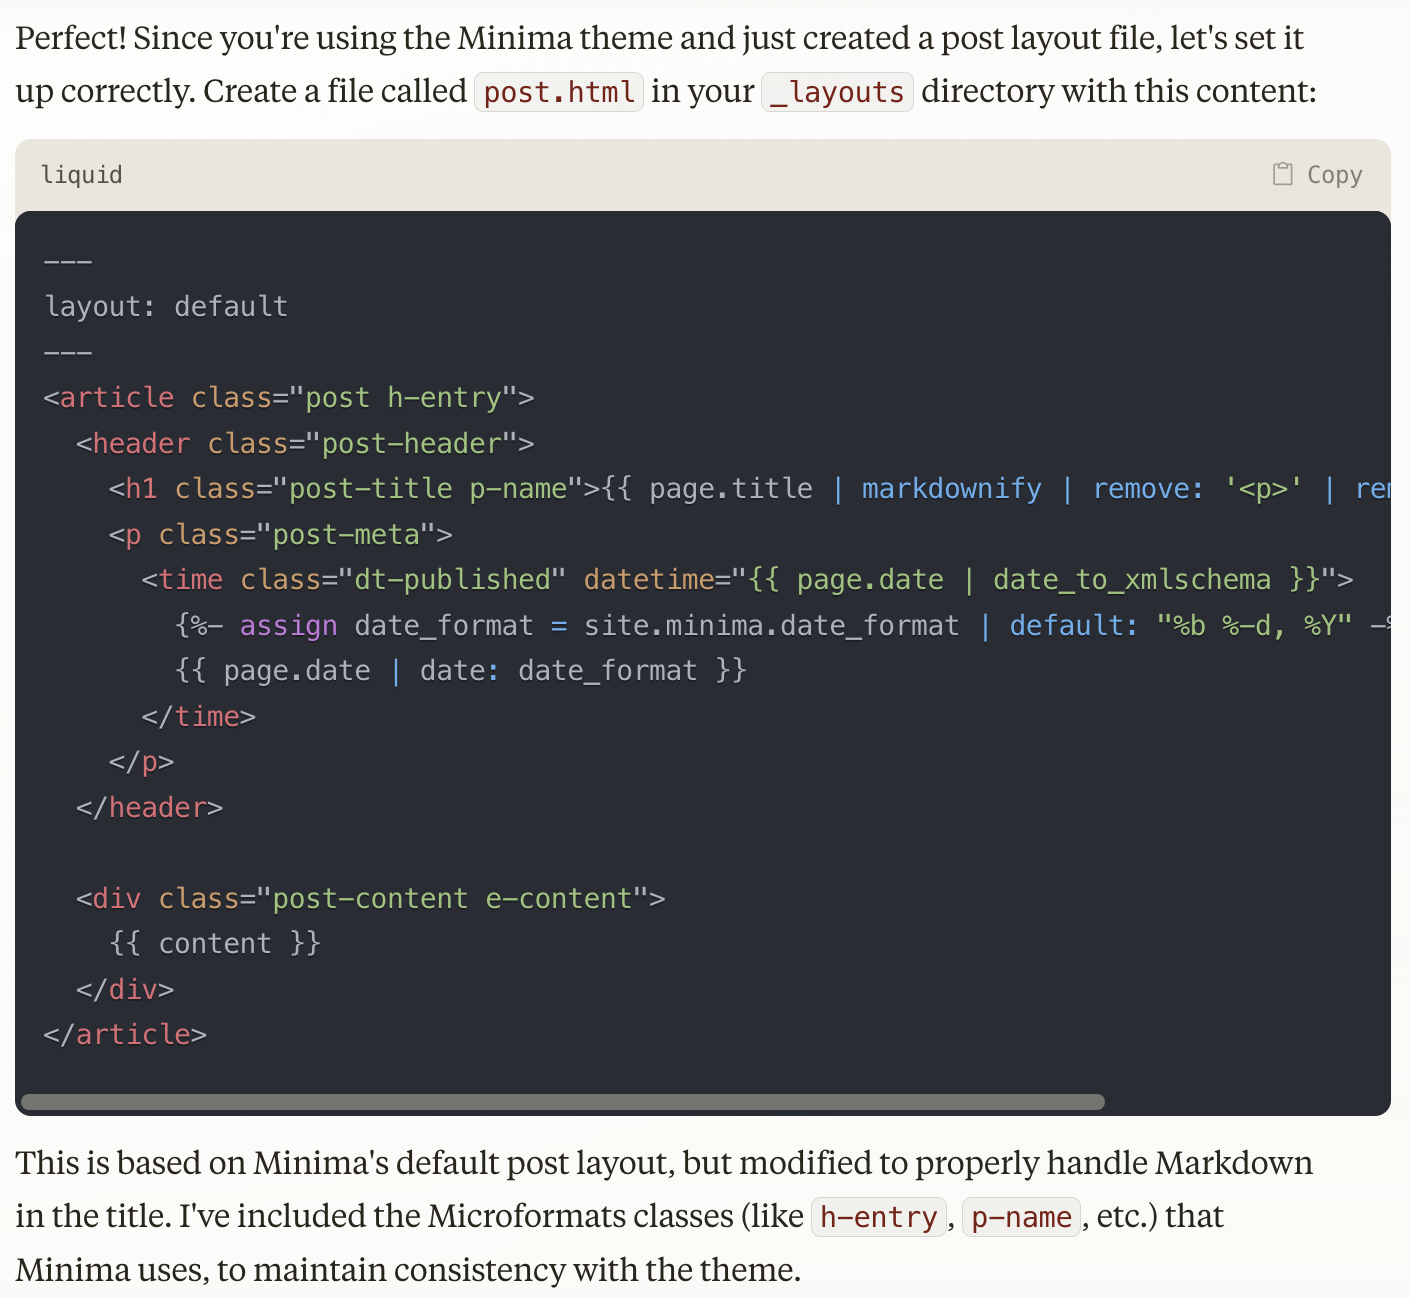 Perfect! Since you're using the Minima theme and just created a post layout file, let's set it
up correctly. Create a file called post.html in your _layouts directory with this content:
liquid
Copy
---
layout: default
---
<article class="post h-entry">
  <header class="post-header">
    <h1 class="post-title p-name">{{ page.title | markdownify | remove: '<p>' | rem
    <p class="post-meta">
      <time class="dt-published" datetime="{{ page.date | date_to_xmlschema }}">
        {%- assign date_format = site.minima.date_format | default: "%b %-d, %Y" -%
        {{ page.date | date: date_format }}
      </time>
    </p>
  </header>

  <div class="post-content e-content">
    {{ content }}
  </div>
</article>
This is based on Minima's default post layout, but modified to properly handle Markdown
in the title. I've included the Microformats classes (like h-entry, p-name, etc.) that
Minima uses, to maintain consistency with the theme.